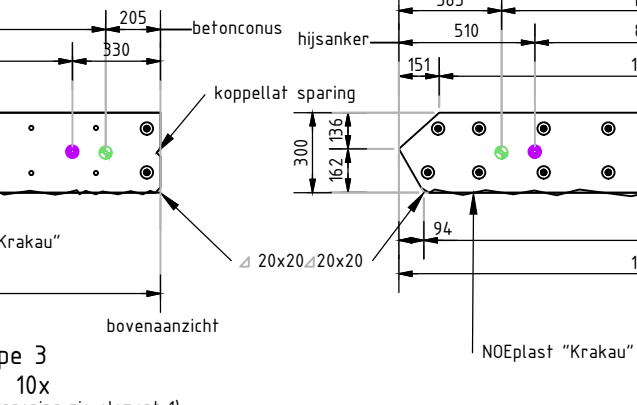 205
betonconus
330
koppellat sparing
Krakau"
20x20
bovenaanzicht
pe 3
10x
hijsanker
510
151
136
300
162
20x20
94
NOEplast "Krakau"